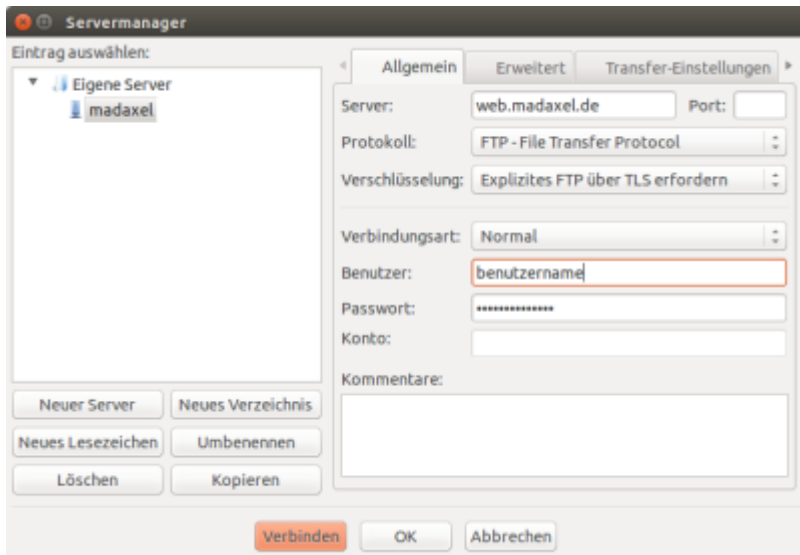 Servermanager
Eintrag auswählen:
Eigene Server
madaxel
Neuer Server
Neues Verzeichnis
Neues Lesezeichen
Umbenennen
Löschen
Kopieren
Allgemein
Erweitert
Transfer-Einstellungen
Server:
web.madaxel.de
Port:
Protokoll:
FTP - File Transfer Protocol
Verschlüsselung:
Explizites FTP über TLS erfordern
Verbindungsart:
Normal
Benutzer:
benutzername
Passwort:
••••••••••••••
Konto:
Kommentare:
Verbinden
OK
Abbrechen